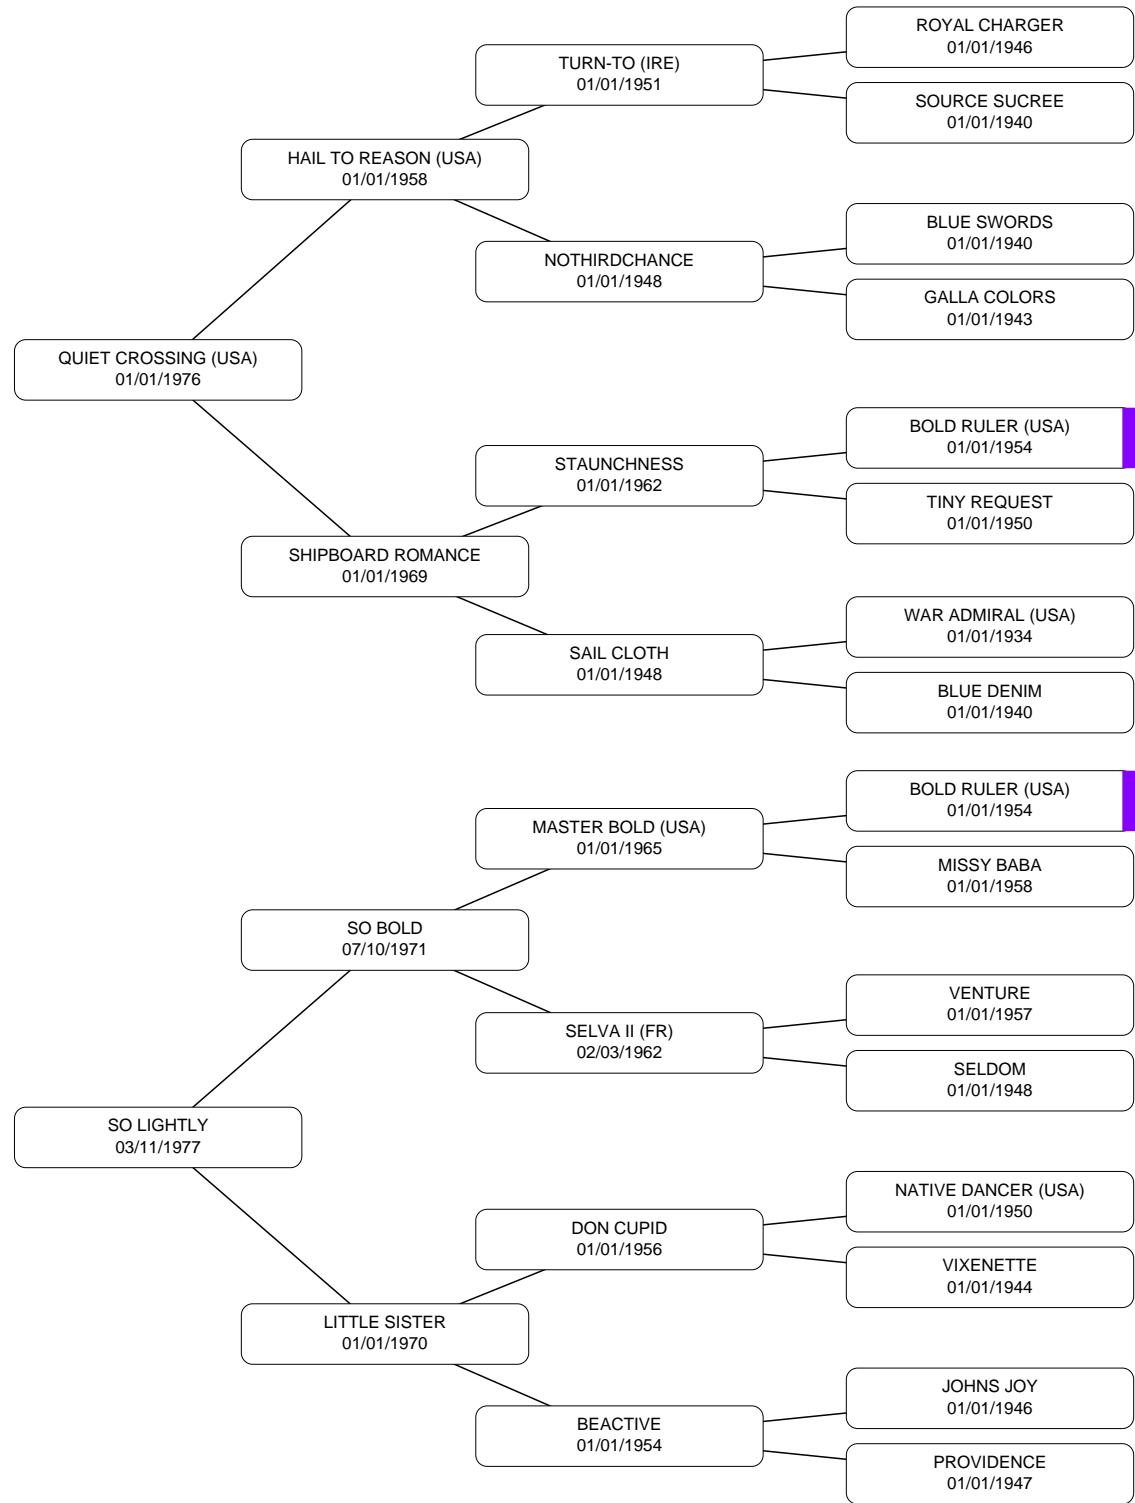 ROYAL CHARGER
01/01/1946
TURN-TO (IRE)
01/01/1951
SOURCE SUCREE
01/01/1940
HAIL TO REASON (USA)
01/01/1958
BLUE SWORDS
01/01/1940
NOTHIRDCHANCE
01/01/1948
GALLA COLORS
01/01/1943
QUIET CROSSING (USA)
01/01/1976
BOLD RULER (USA)
01/01/1954
STAUNCHNESS
01/01/1962
TINY REQUEST
01/01/1950
SHIPBOARD ROMANCE
01/01/1969
WAR ADMIRAL (USA)
01/01/1934
SAIL CLOTH
01/01/1948
BLUE DENIM
01/01/1940
BOLD RULER (USA)
01/01/1954
MASTER BOLD (USA)
01/01/1965
MISSY BABA
01/01/1958
SO BOLD
07/10/1971
VENTURE
01/01/1957
SELVA II (FR)
02/03/1962
SELDOM
01/01/1948
SO LIGHTLY
03/11/1977
NATIVE DANCER (USA)
01/01/1950
DON CUPID
01/01/1956
VIXENETTE
01/01/1944
LITTLE SISTER
01/01/1970
JOHNS JOY
01/01/1946
BEACTIVE
01/01/1954
PROVIDENCE
01/01/1947